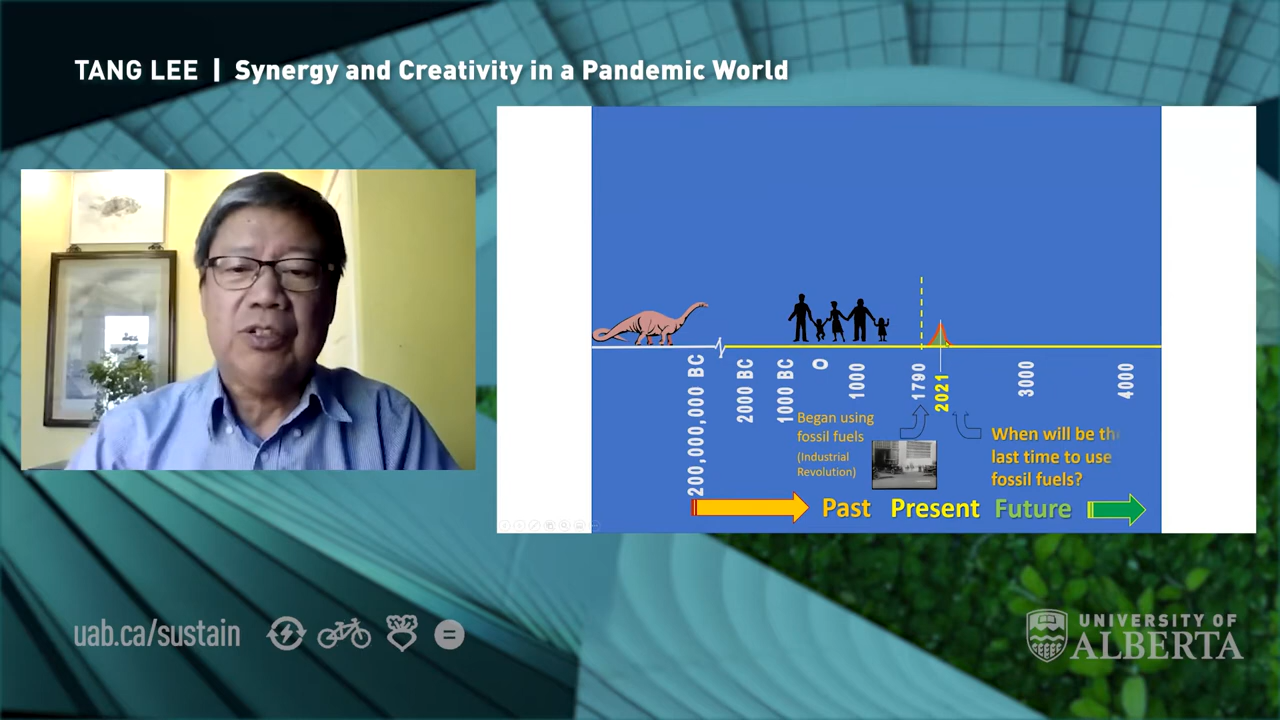 TANG LEE | Synergy and Creativity in a Pandemic World
200,000,000 BC
2000 BC
1000 BC
0
1000
1790
2021
3000
4000
Began using
fossil fuels
(Industrial
Revolution)
When will be th
last time to use
fossil fuels?
Past Present Future
uab.ca/sustain
UNIVERSITY OF
ALBERTA